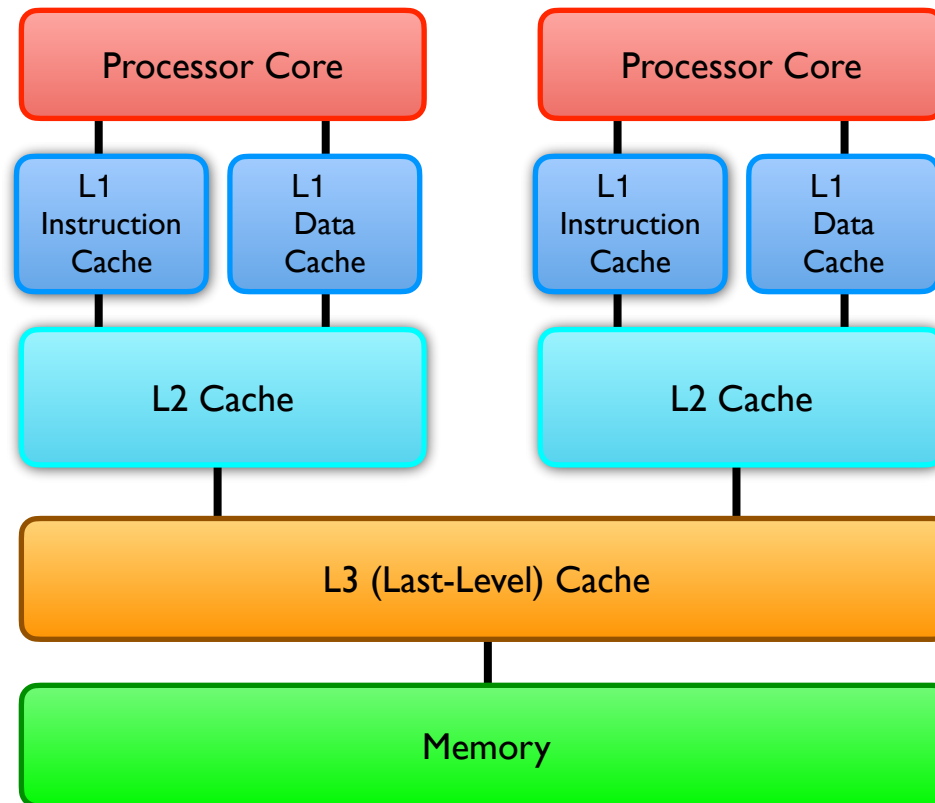 Processor Core
Processor Core
L1
Instruction
Cache
L1
Data
Cache
L1
Instruction
Cache
L1
Data
Cache
L2 Cache
L2 Cache
L3 (Last-Level) Cache
Memory